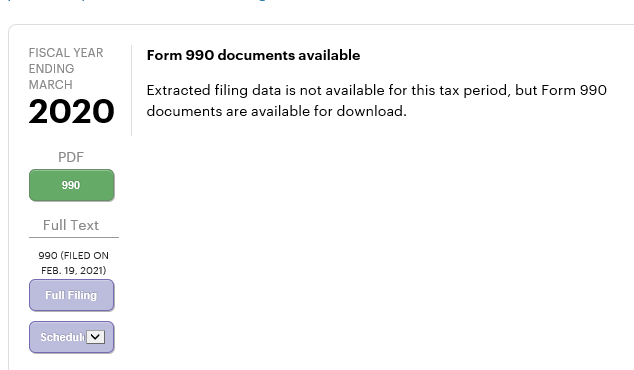 FISCAL YEAR
ENDING
MARCH
2020
Form 990 documents available
Extracted filing data is not available for this tax period, but Form 990
documents are available for download.
PDF
990
Full Text
990 (FILED ON
FEB. 19, 2021)
Full Filing